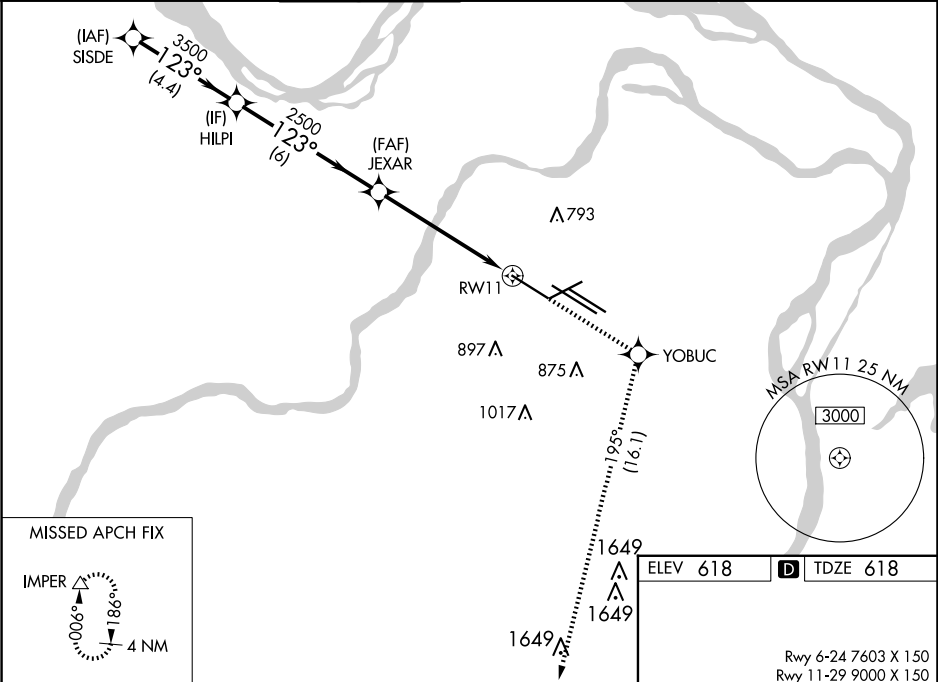 (IAF)
SISDE
3500
123°
(4.4)
(IF)
HILPI
2500
123°
(6)
(FAF)
JEXAR
793
RW11
897
875
YOBUC
1017
MSA RW11 25 NM
3000
195°
(16.1)
MISSED APCH FIX
IMPER
006°
186°
4 NM
1649
1649
1649
ELEV 618 D TDZE 618
Rwy 6-24 7603 X 150
Rwy 11-29 9000 X 150